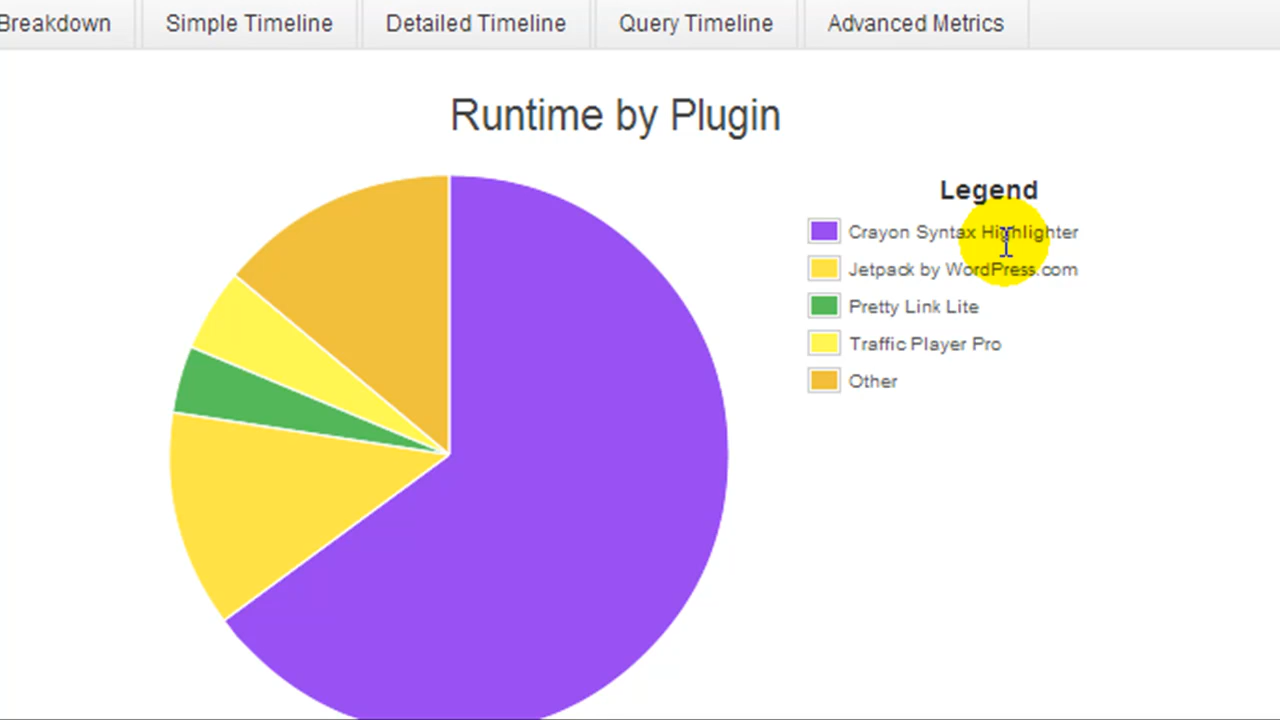 Breakdown
Simple Timeline
Detailed Timeline
Query Timeline
Advanced Metrics
Runtime by Plugin
Legend
Crayon Syntax Highlighter
Jetpack by WordPress.com
Pretty Link Lite
Traffic Player Pro
Other